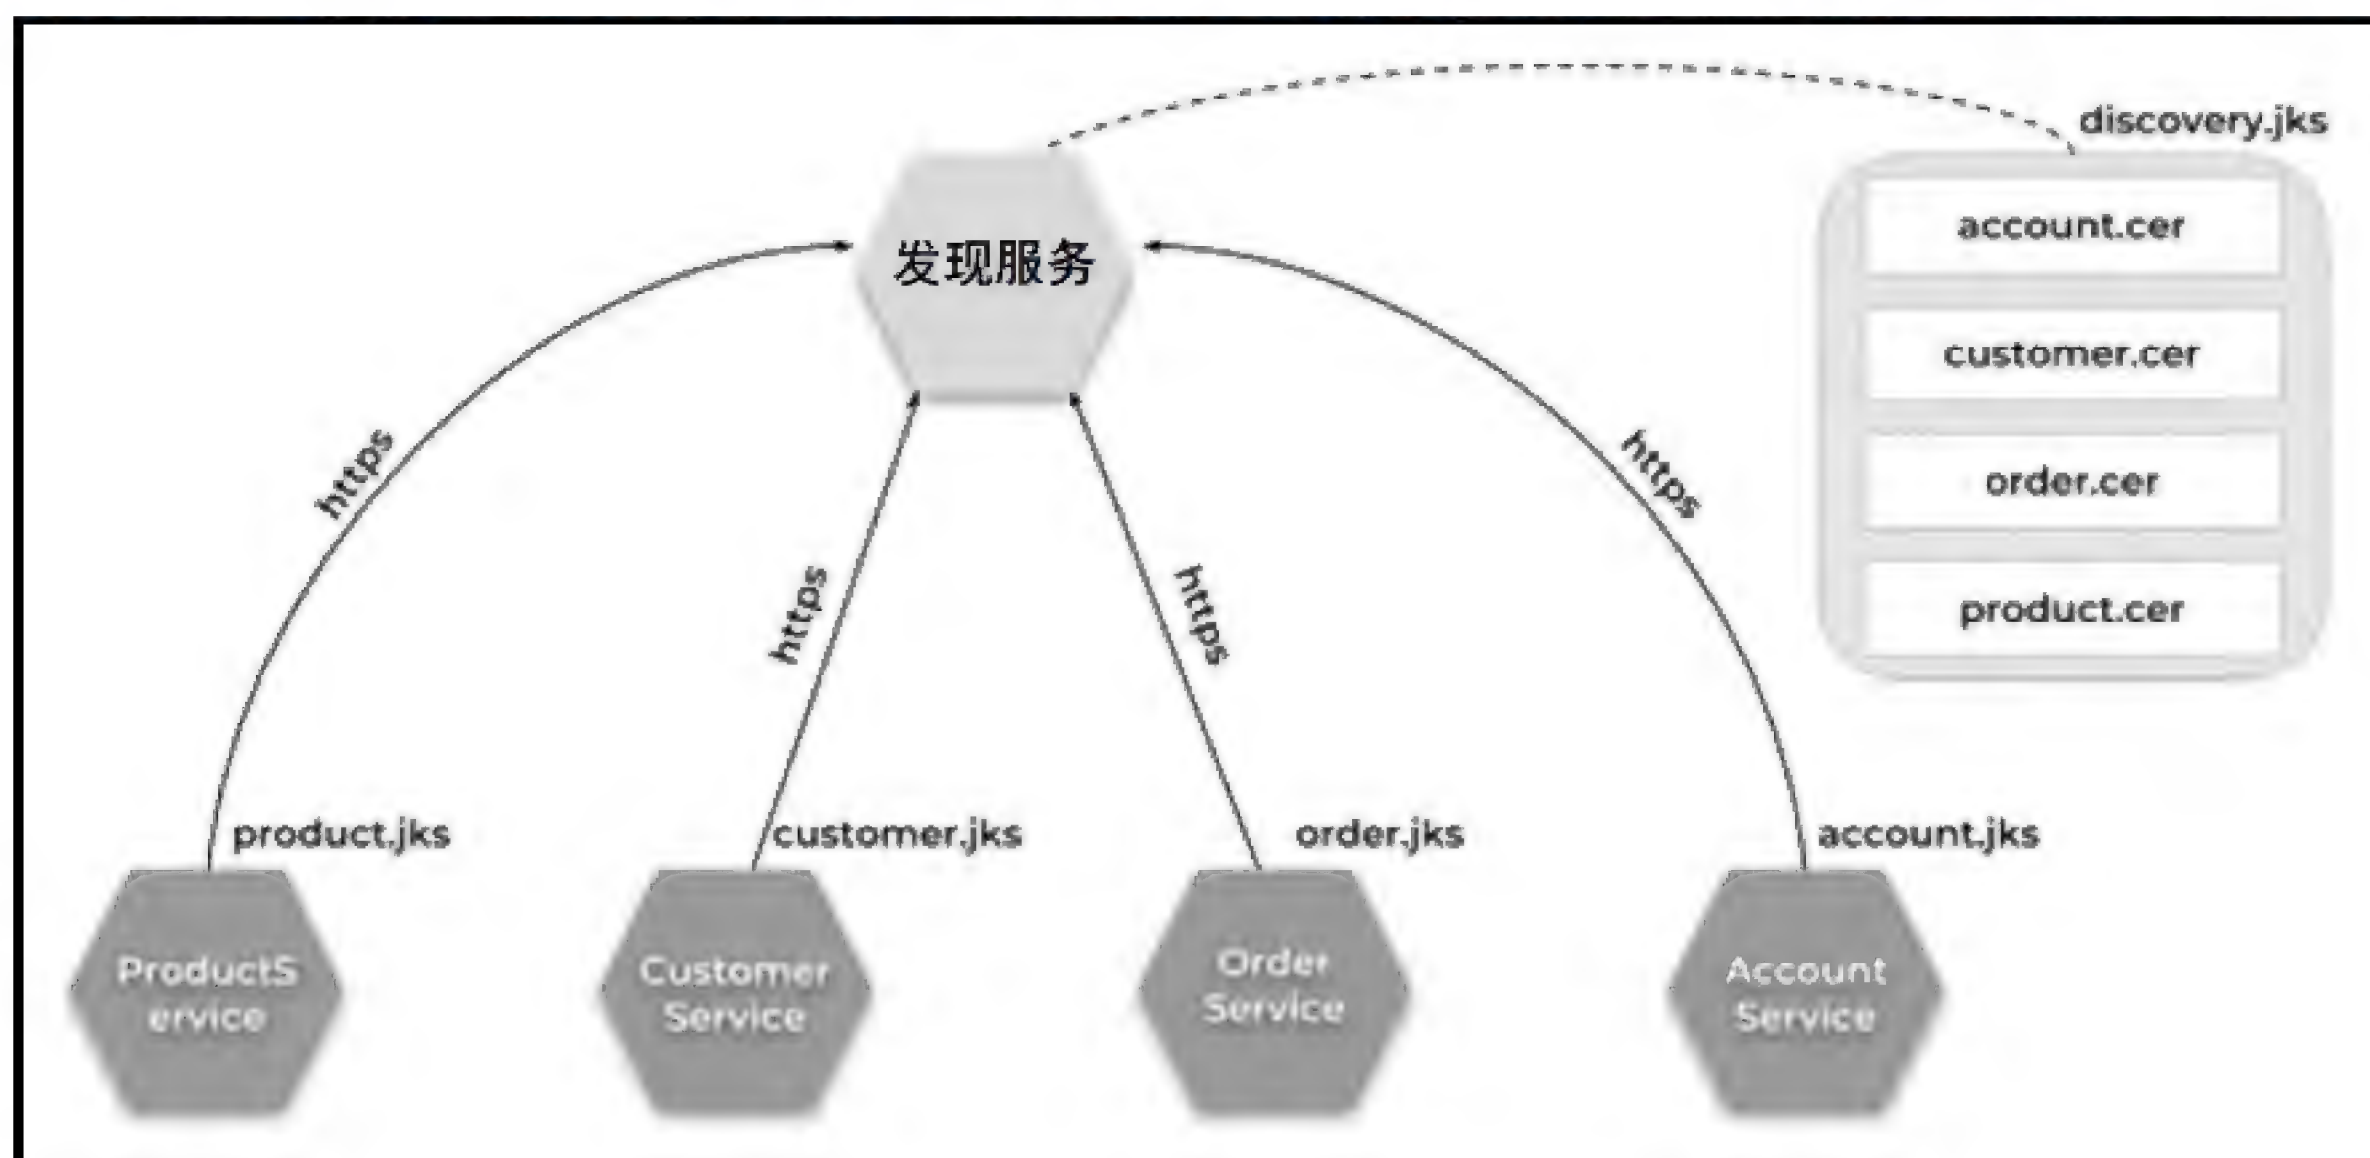 discovery.jks
发现服务
account.cer
customer.cer
order.cer
product.cer
https
https
https
https
product.jks
customer.jks
order.jks
account.jks
ProductS
ervice
Customer
Service
Order
Service
Account
Service